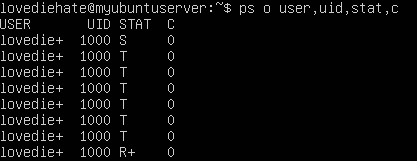 lovediehate@myubuntuserver:~$ ps o user,uid,stat,c
USER       UID STAT  C
lovedie+  1000 S     0
lovedie+  1000 T     0
lovedie+  1000 T     0
lovedie+  1000 T     0
lovedie+  1000 T     0
lovedie+  1000 T     0
lovedie+  1000 T     0
lovedie+  1000 R+    0